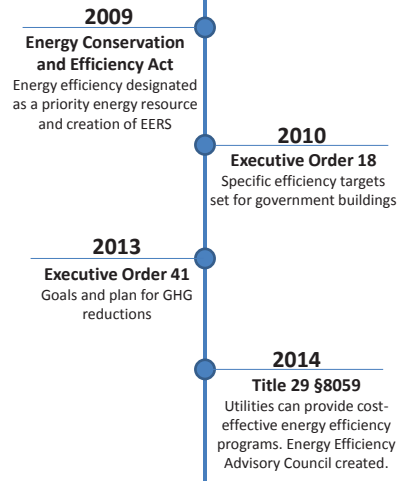 2009
Energy Conservation
and Efficiency Act
Energy efficiency designated
as a priority energy resource
and creation of EERS
2010
Executive Order 18
Specific efficiency targets
set for government buildings
2013
Executive Order 41
Goals and plan for GHG
reductions
2014
Title 29 §8059
Utilities can provide cost-
effective energy efficiency
programs. Energy Efficiency
Advisory Council created.